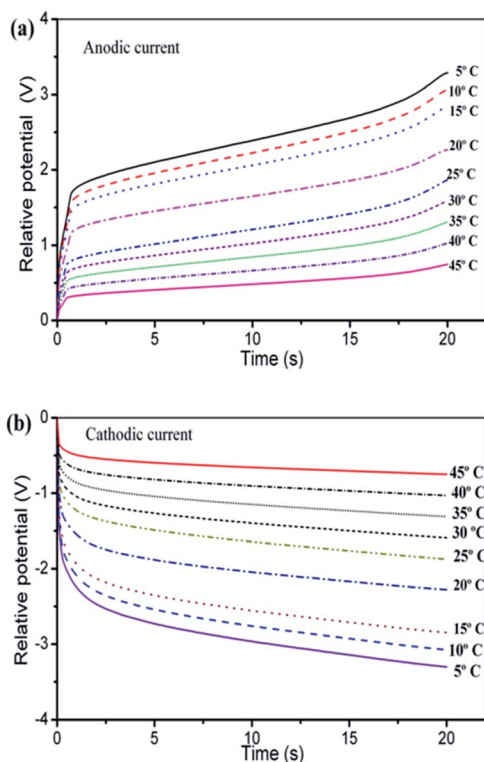 (a)
Anodic current
Relative potential (V)
4
3
2
1
0
5º C
10º C
15º C
20º C
25º C
30º C
35º C
40º C
45º C
0 5 10 15 20
Time (s)
(b)
Cathodic current
Relative potential (V)
0
-1
-2
-3
-4
45º C
40º C
35º C
30 ºC
25º C
20º C
15º C
10º C
5º C
0 5 10 15 20
Time (s)